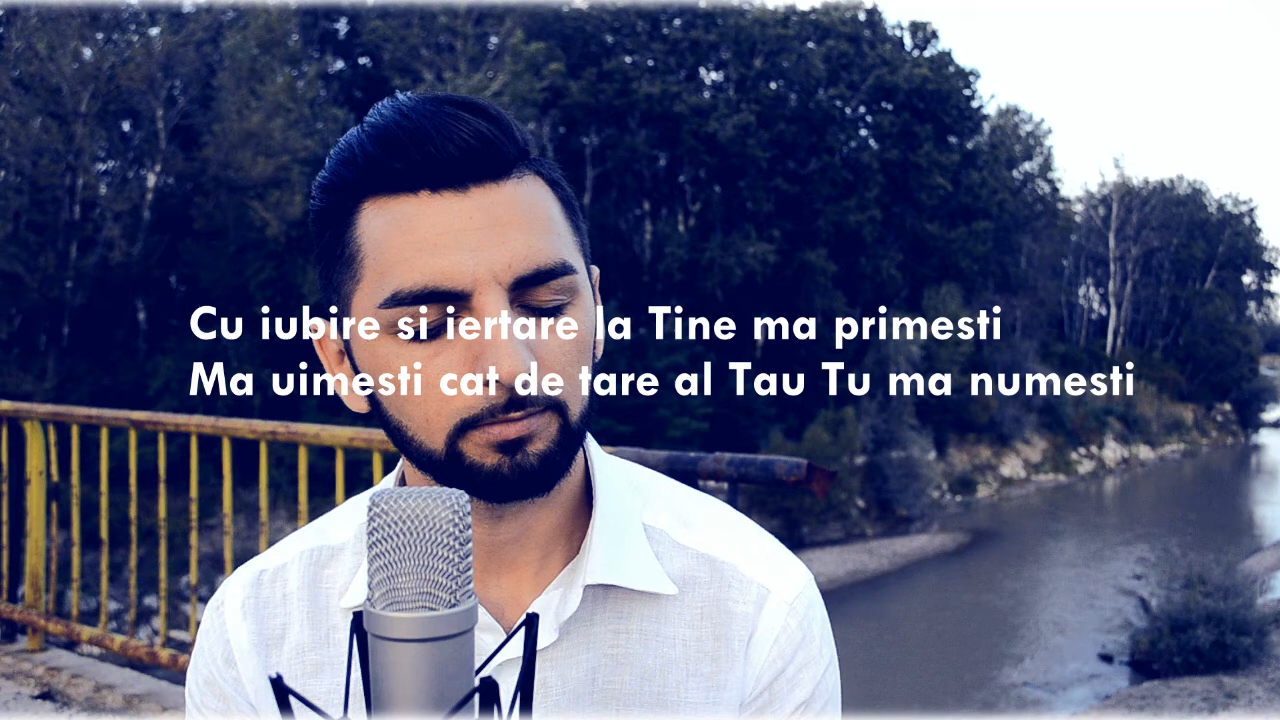 Cu iubire si iertare la Tine ma primesti
Ma uimesti cat de tare al Tau Tu ma numesti